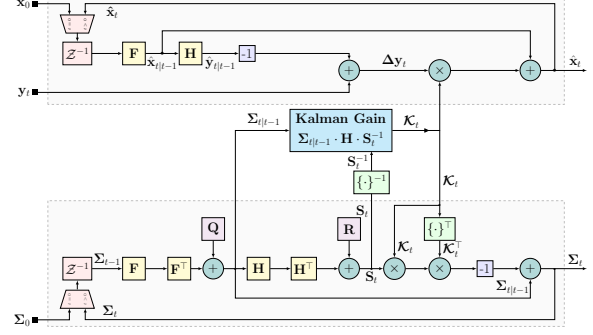 x₀
x̂ₜ
𝒵⁻¹
F
H
-1
x̂ₜ|ₜ₋₁
ŷₜ|ₜ₋₁
yₜ
+
Δyₜ
×
+
x̂ₜ
Σₜ|ₜ₋₁
Kalman Gain
Σₜ|ₜ₋₁ · H · Sₜ⁻¹
𝒦ₜ
Sₜ⁻¹
{·}⁻¹
𝒦ₜ
Sₜ
Q
R
𝒦ₜ
{·}ᵀ
𝒦ₜᵀ
𝒵⁻¹
Σₜ₋₁
F
Fᵀ
+
H
Hᵀ
+
Sₜ
×
×
-1
+
Σₜ
Σₜ|ₜ₋₁
Σ₀
Σₜ